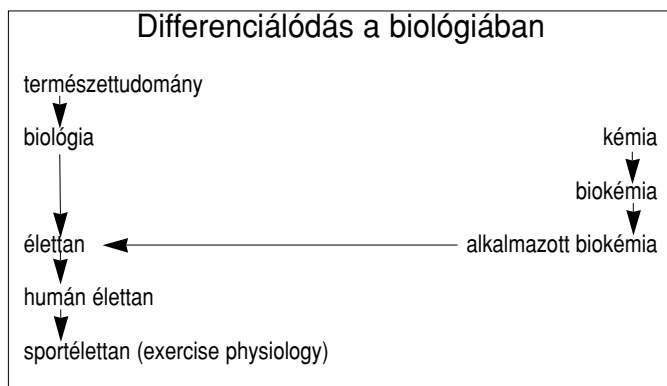 Differenciálódás a biológiában
természettudomány
biológia kémia
biokémia
élettan alkalmazott biokémia
humán élettan
sportélettan (exercise physiology)